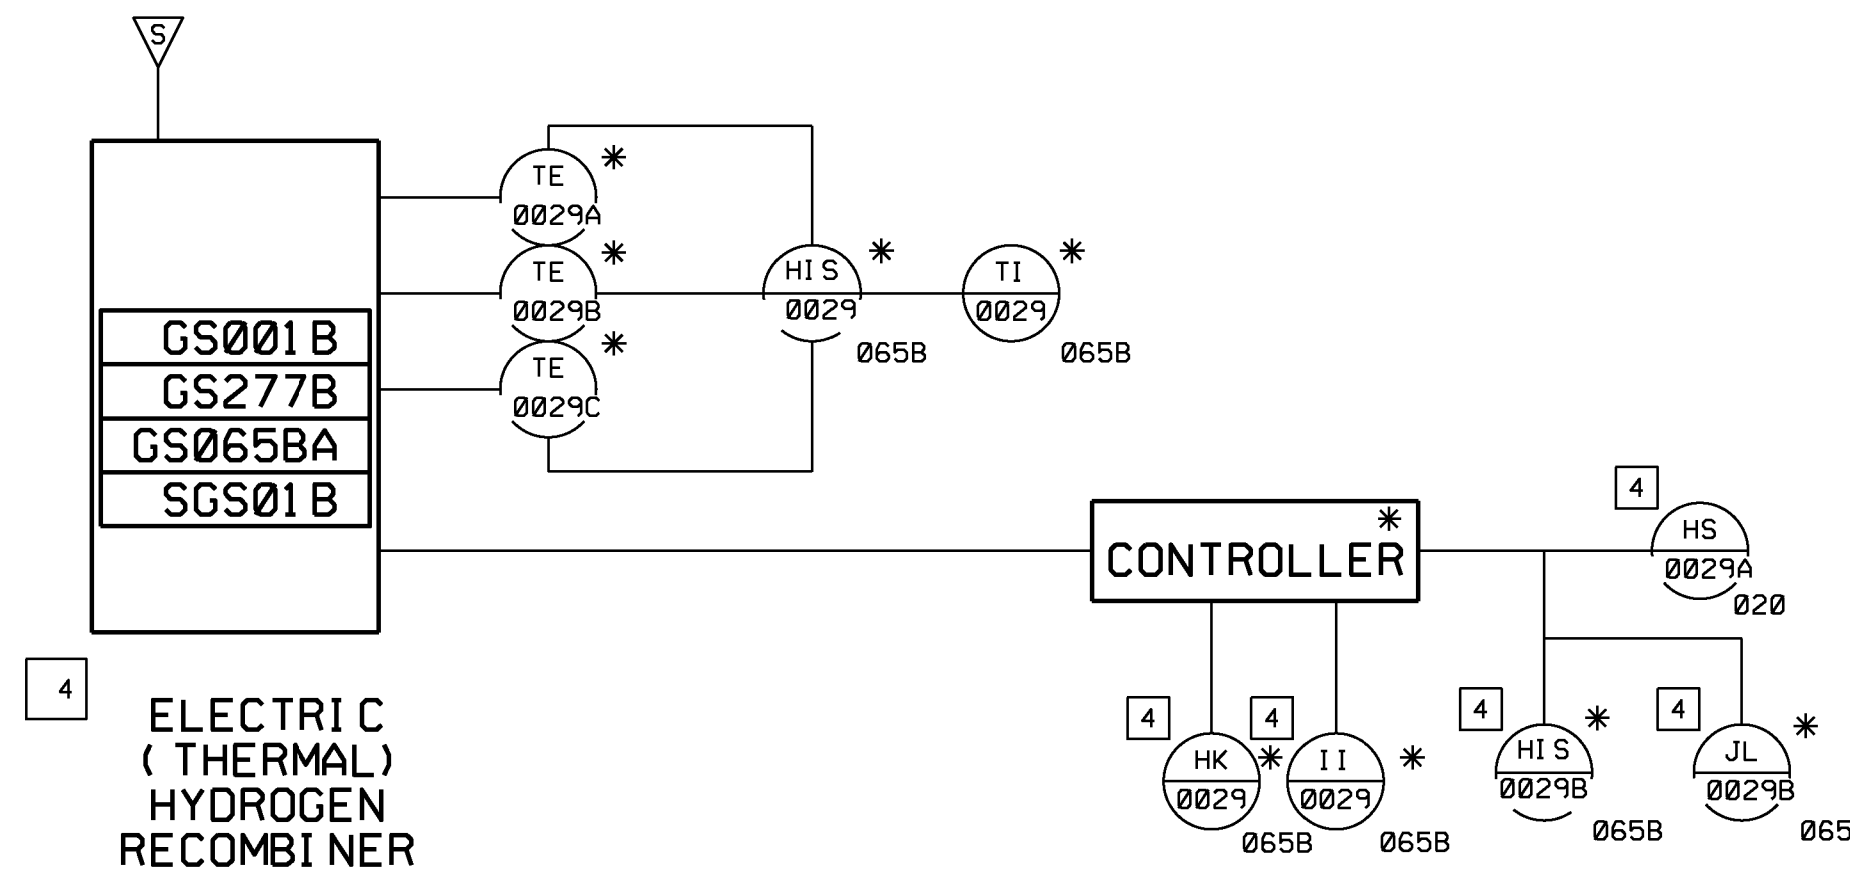 S
TE
0029A
*
TE
0029B
*
TE
0029C
*
HIS
0029
*
065B
TI
0029
*
065B
GS001B
GS277B
GS065BA
SGS01B
*
CONTROLLER
4
HS
0029A
020
4
ELECTRIC
(THERMAL)
HYDROGEN
RECOMBINER
4
HK
0029
*
065B
4
II
0029
*
065B
4
HIS
0029B
*
065B
4
JL
0029B
*
065